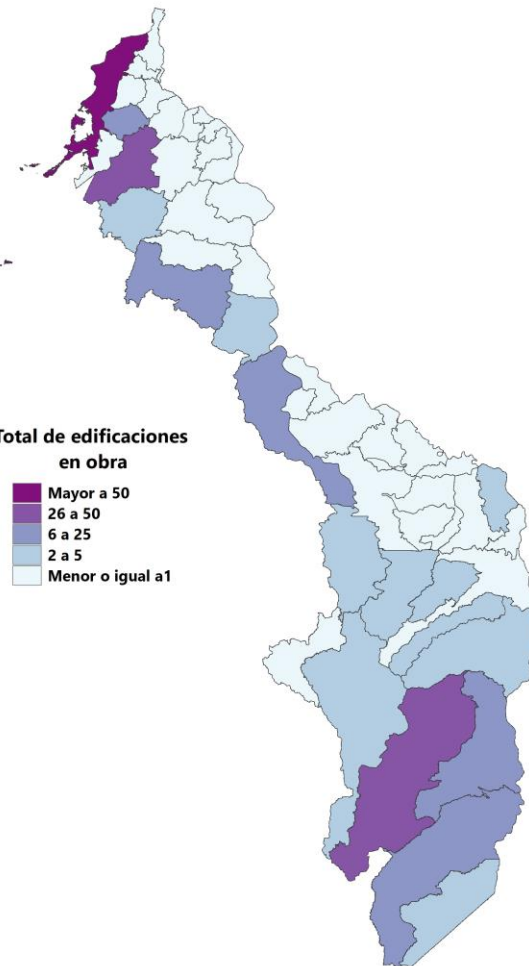 Total de edificaciones
en obra
Mayor a 50
26 a 50
6 a 25
2 a 5
Menor o igual a1